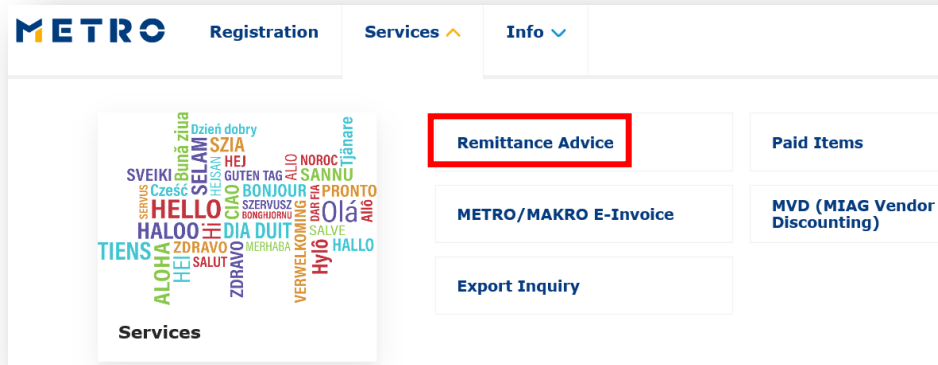 METRO Registration Services Info
Bună ziua
Dzień dobry
Tjänare
SELAM
SZIA
HEJSAN
HEJ
ALIO
NOROC
SVEIKI
GUTEN TAG
SANNU
SERVUS
Cześć
CIAO
BONJOUR
DAR FIA
PRONTO
HELLO
SZERVUSZ
BONGHJORNU
Olá
Allô
HALOO
HI
DIA DUIT
SALVE
TIENS
ALOHA
HEI
ZDRAVO
SALUT
ZDRAVO
MERHABA
VERWELKOMING
Hylô
HALLO
Services
Remittance Advice
Paid Items
METRO/MAKRO E-Invoice
MVD (MIAG Vendor
Discounting)
Export Inquiry